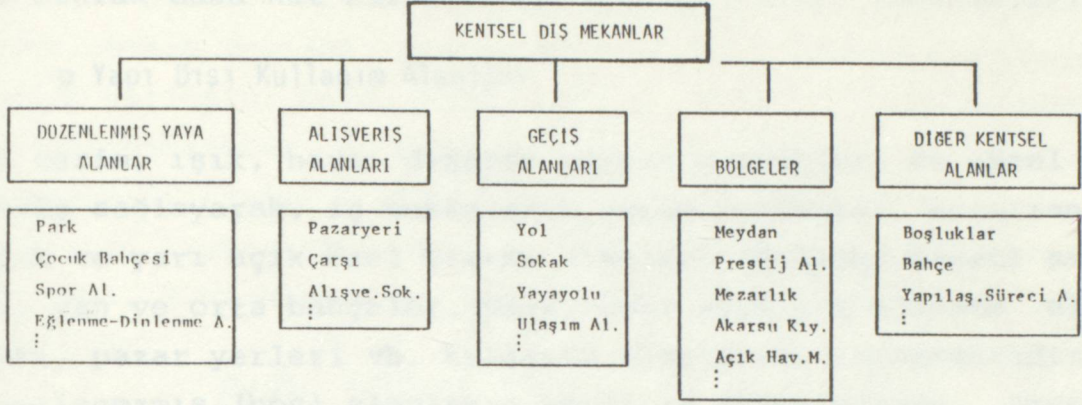 KENTSEL DIŞ MEKANLAR
DÜZENLENMİŞ YAYA
ALANLAR
Park
Çocuk Bahçesi
Spor Al.
Eğlenme-Dinlenme A.
⋮
ALIŞVERİŞ
ALANLARI
Pazaryeri
Çarşı
Alışve.Sok.
⋮
GEÇİŞ
ALANLARI
Yol
Sokak
Yayayolu
Ulaşım Al.
⋮
BÖLGELER
Meydan
Prestij Al.
Mezarlık
Akarsu Kıy.
Açık Hav.M.
⋮
DİĞER KENTSEL
ALANLAR
Boşluklar
Bahçe
Yapılaş.Süreci A.
⋮